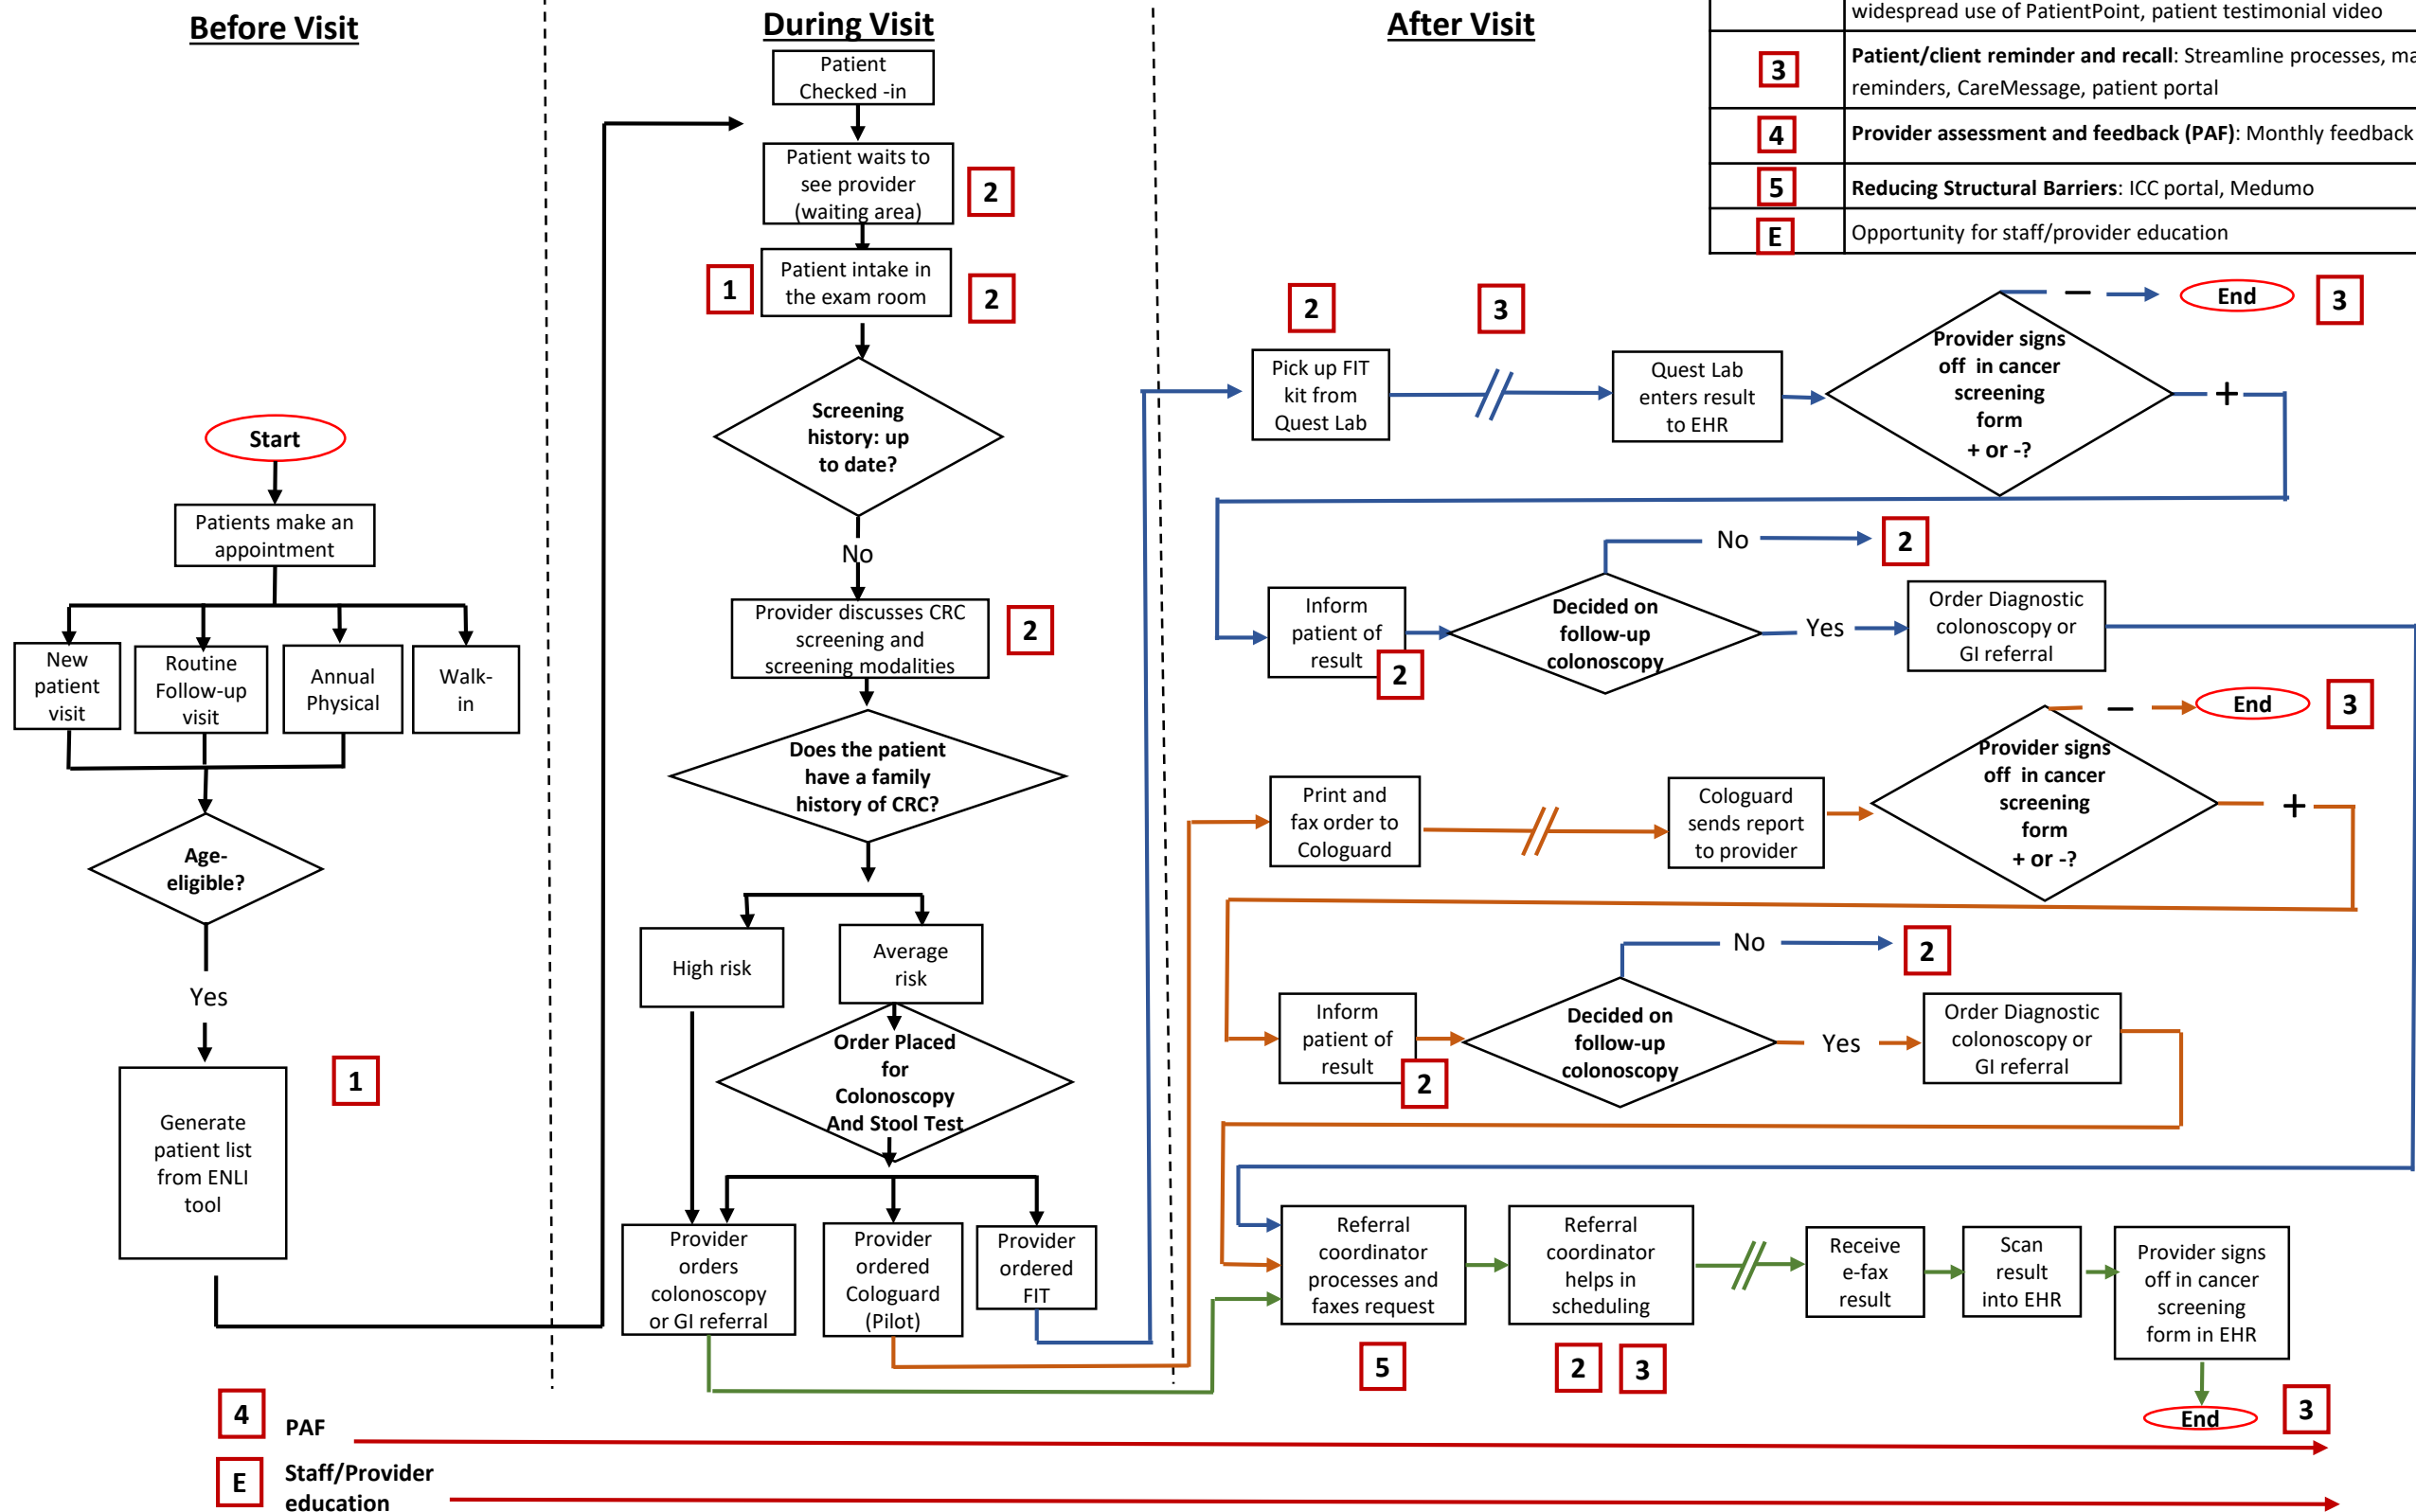 Before Visit
During Visit
After Visit
widespread use of PatientPoint, patient testimonial video
3
Patient/client reminder and recall: Streamline processes, ma
reminders, CareMessage, patient portal
4
Provider assessment and feedback (PAF): Monthly feedback
5
Reducing Structural Barriers: ICC portal, Medumo
E
Opportunity for staff/provider education
Start
Patients make an
appointment
New
patient
visit
Routine
Follow-up
visit
Annual
Physical
Walk-
in
Age-
eligible?
Yes
1
Generate
patient list
from ENLI
tool
Patient
Checked -in
Patient waits to
see provider
(waiting area)
2
1
Patient intake in
the exam room
2
Screening
history: up
to date?
No
Provider discusses CRC
screening and
screening modalities
2
Does the patient
have a family
history of CRC?
High risk
Average
risk
Order Placed
for
Colonoscopy
And Stool Test
Provider
orders
colonoscopy
or GI referral
Provider
ordered
Cologuard
(Pilot)
Provider
ordered
FIT
2
3
Pick up FIT
kit from
Quest Lab
Quest Lab
enters result
to EHR
Provider signs
off in cancer
screening
form
+ or -?
—
End
3
+
Inform
patient of
result
2
Decided on
follow-up
colonoscopy
No
2
Yes
Order Diagnostic
colonoscopy or
GI referral
Print and
fax order to
Cologuard
Cologuard
sends report
to provider
Provider signs
off in cancer
screening
form
+ or -?
—
End
3
+
Inform
patient of
result
2
Decided on
follow-up
colonoscopy
No
2
Yes
Order Diagnostic
colonoscopy or
GI referral
Referral
coordinator
processes and
faxes request
5
Referral
coordinator
helps in
scheduling
2
3
Receive
e-fax
result
Scan
result
into EHR
Provider signs
off in cancer
screening
form in EHR
End
3
4
PAF
E
Staff/Provider
education